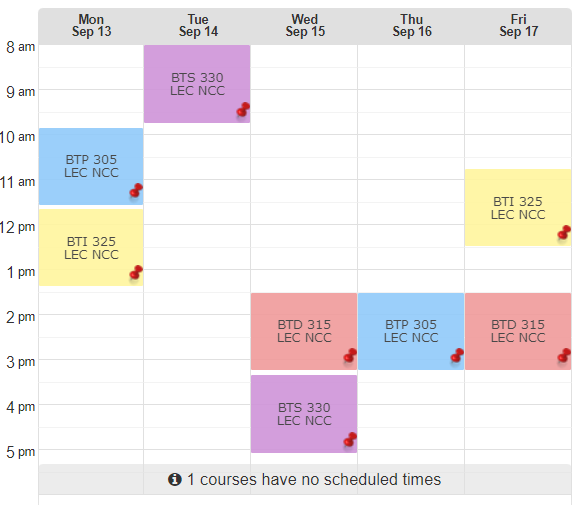 Mon Tue Wed Thu Fri
Sep 13 Sep 14 Sep 15 Sep 16 Sep 17
8 am
BTS 330
LEC NCC
9 am
10 am
BTP 305
LEC NCC
11 am
BTI 325
LEC NCC
12 pm
BTI 325
LEC NCC
1 pm
2 pm
BTD 315 BTP 305 BTD 315
LEC NCC LEC NCC LEC NCC
3 pm
4 pm
BTS 330
LEC NCC
5 pm
1 courses have no scheduled times